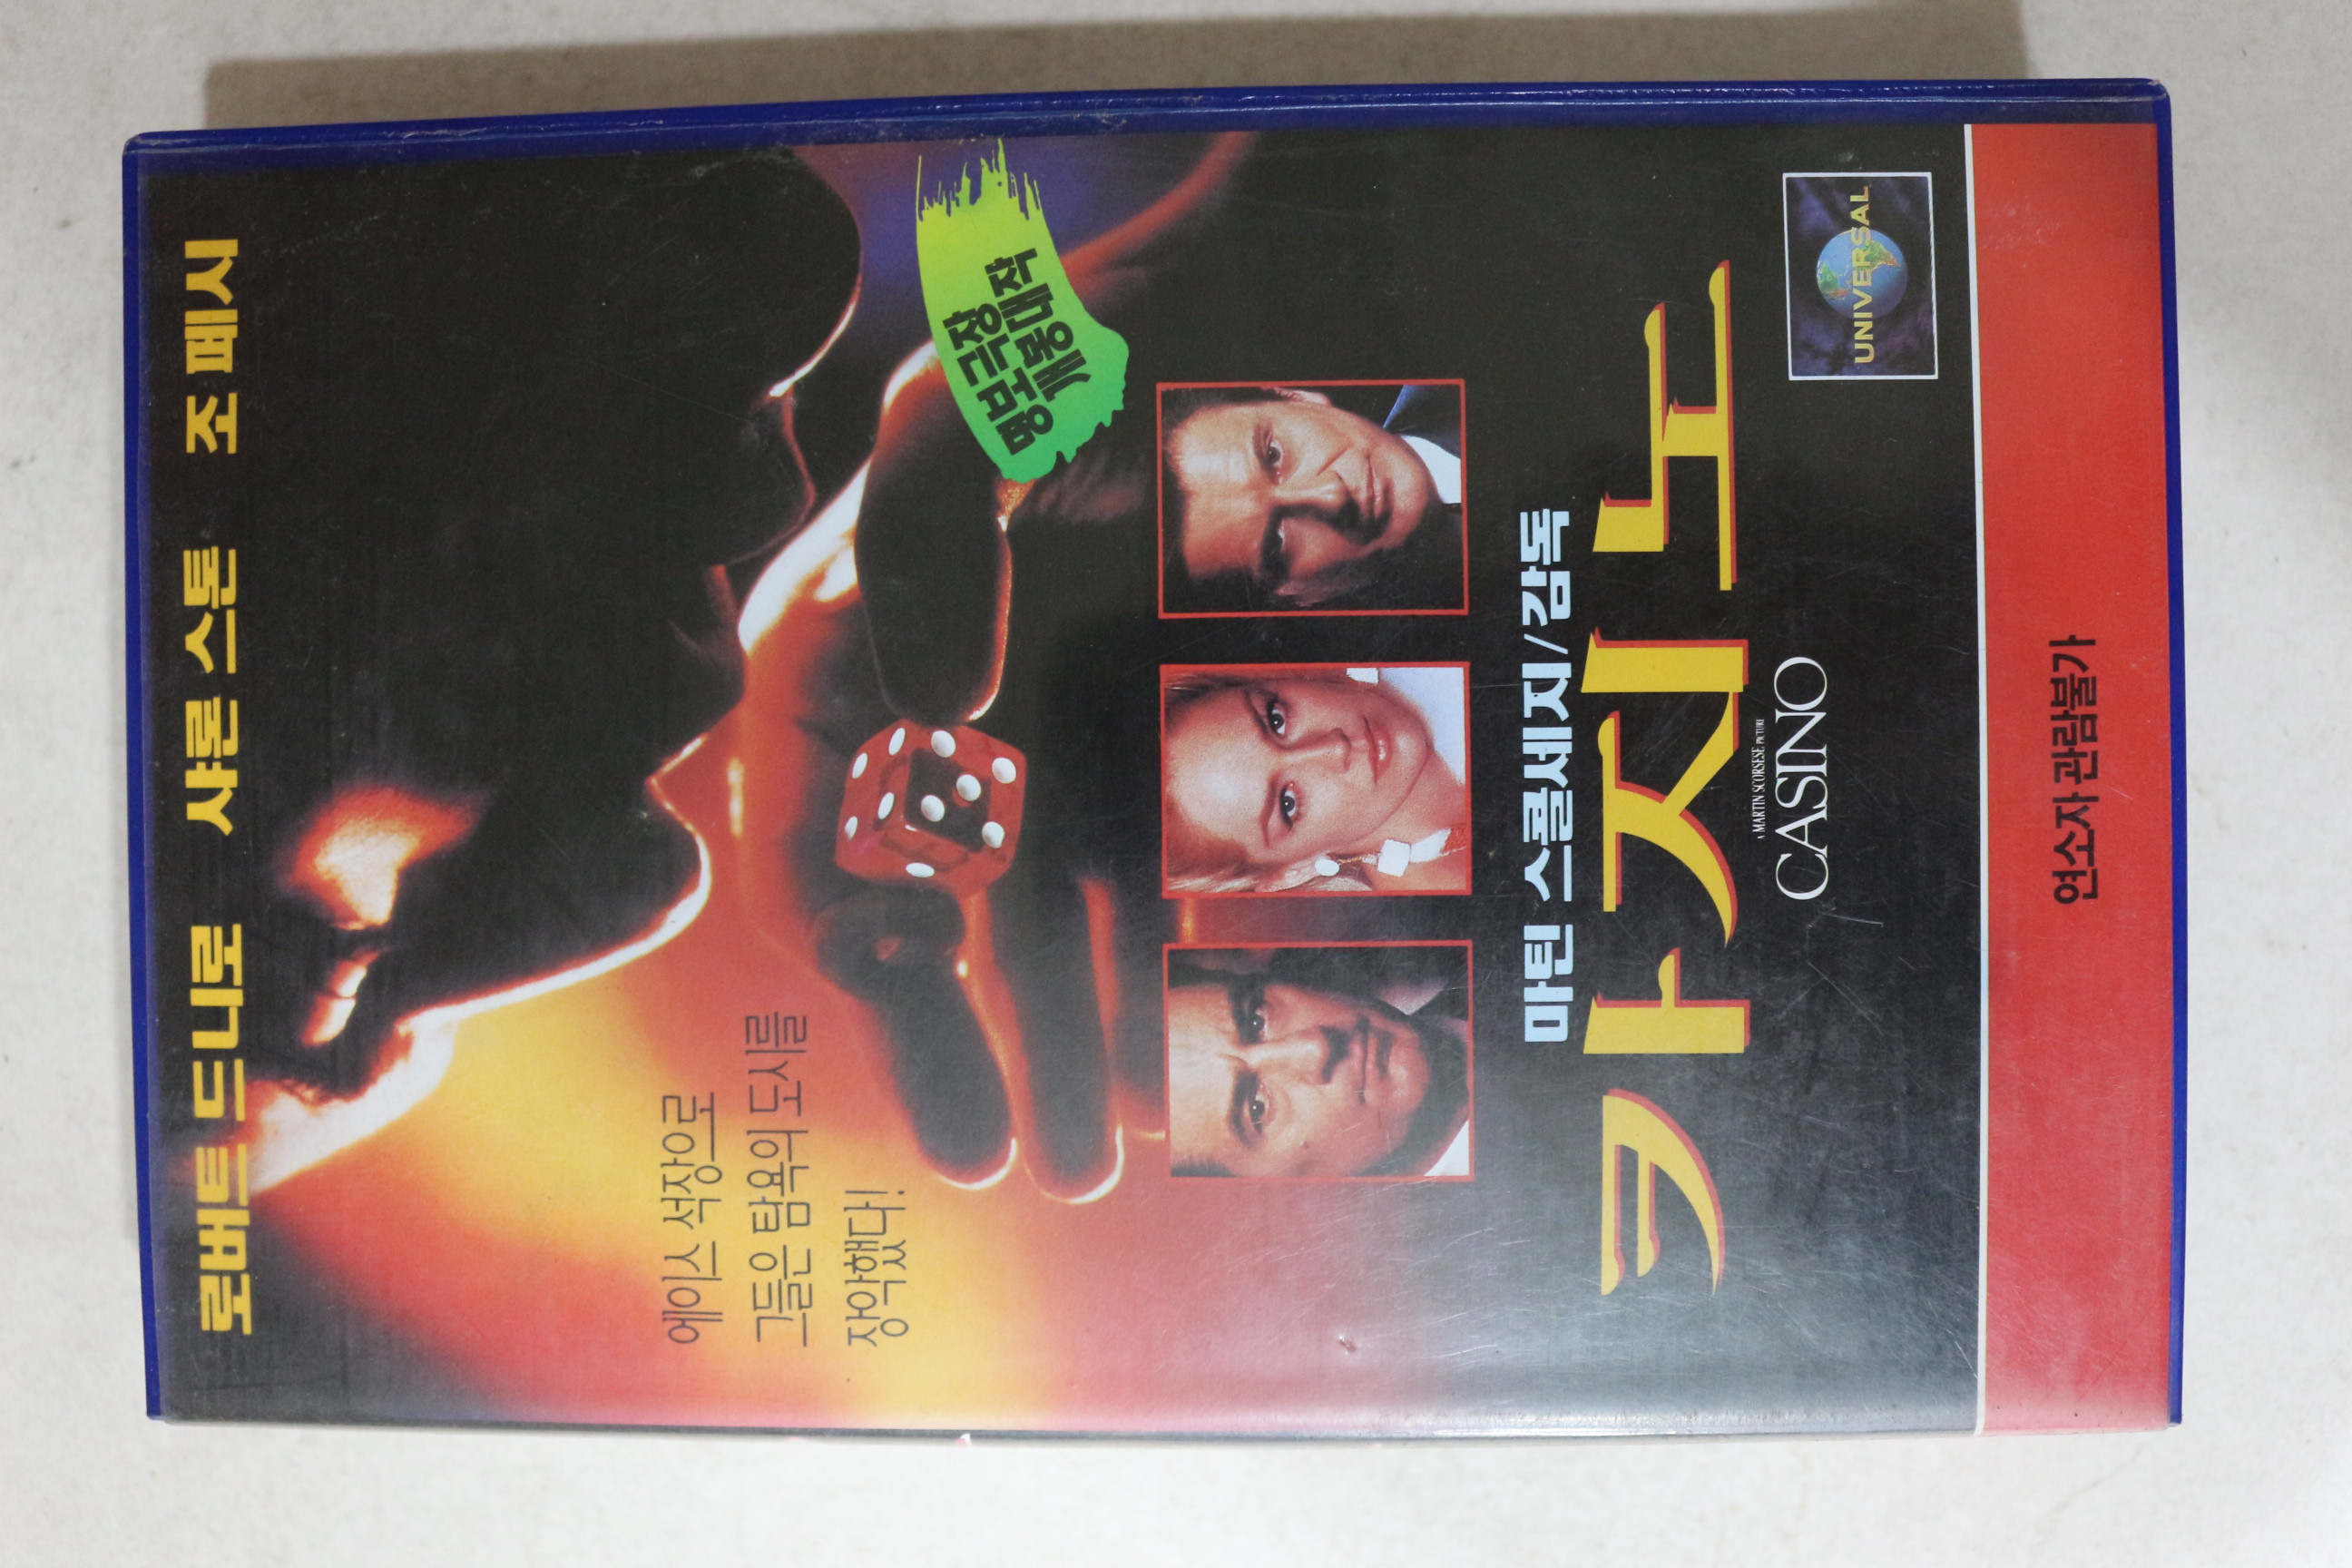 로버트 드니로 샤론 스톤 조 페시
에이스 석장으로
그들은 탐욕의 도시를
장악했다!
명보극장
개봉대작
마틴 스콜세지/감독
카지노
A MARTIN SCORSESE PICTURE
CASINO
UNIVERSAL
연소자 관람불가